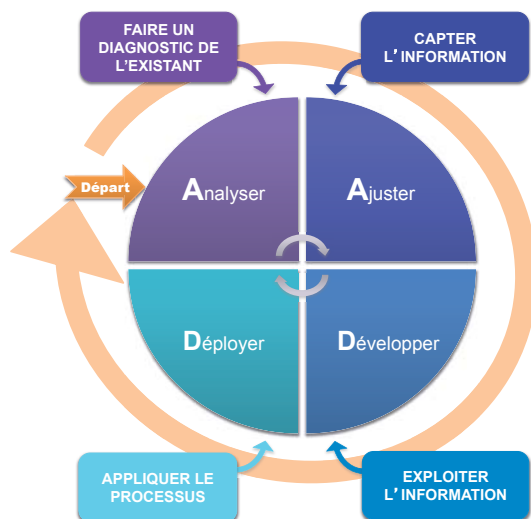 FAIRE UN
DIAGNOSTIC DE
L'EXISTANT
CAPTER
L'INFORMATION
Départ
Analyser
Ajuster
Déployer
Développer
APPLIQUER LE
PROCESSUS
EXPLOITER
L'INFORMATION